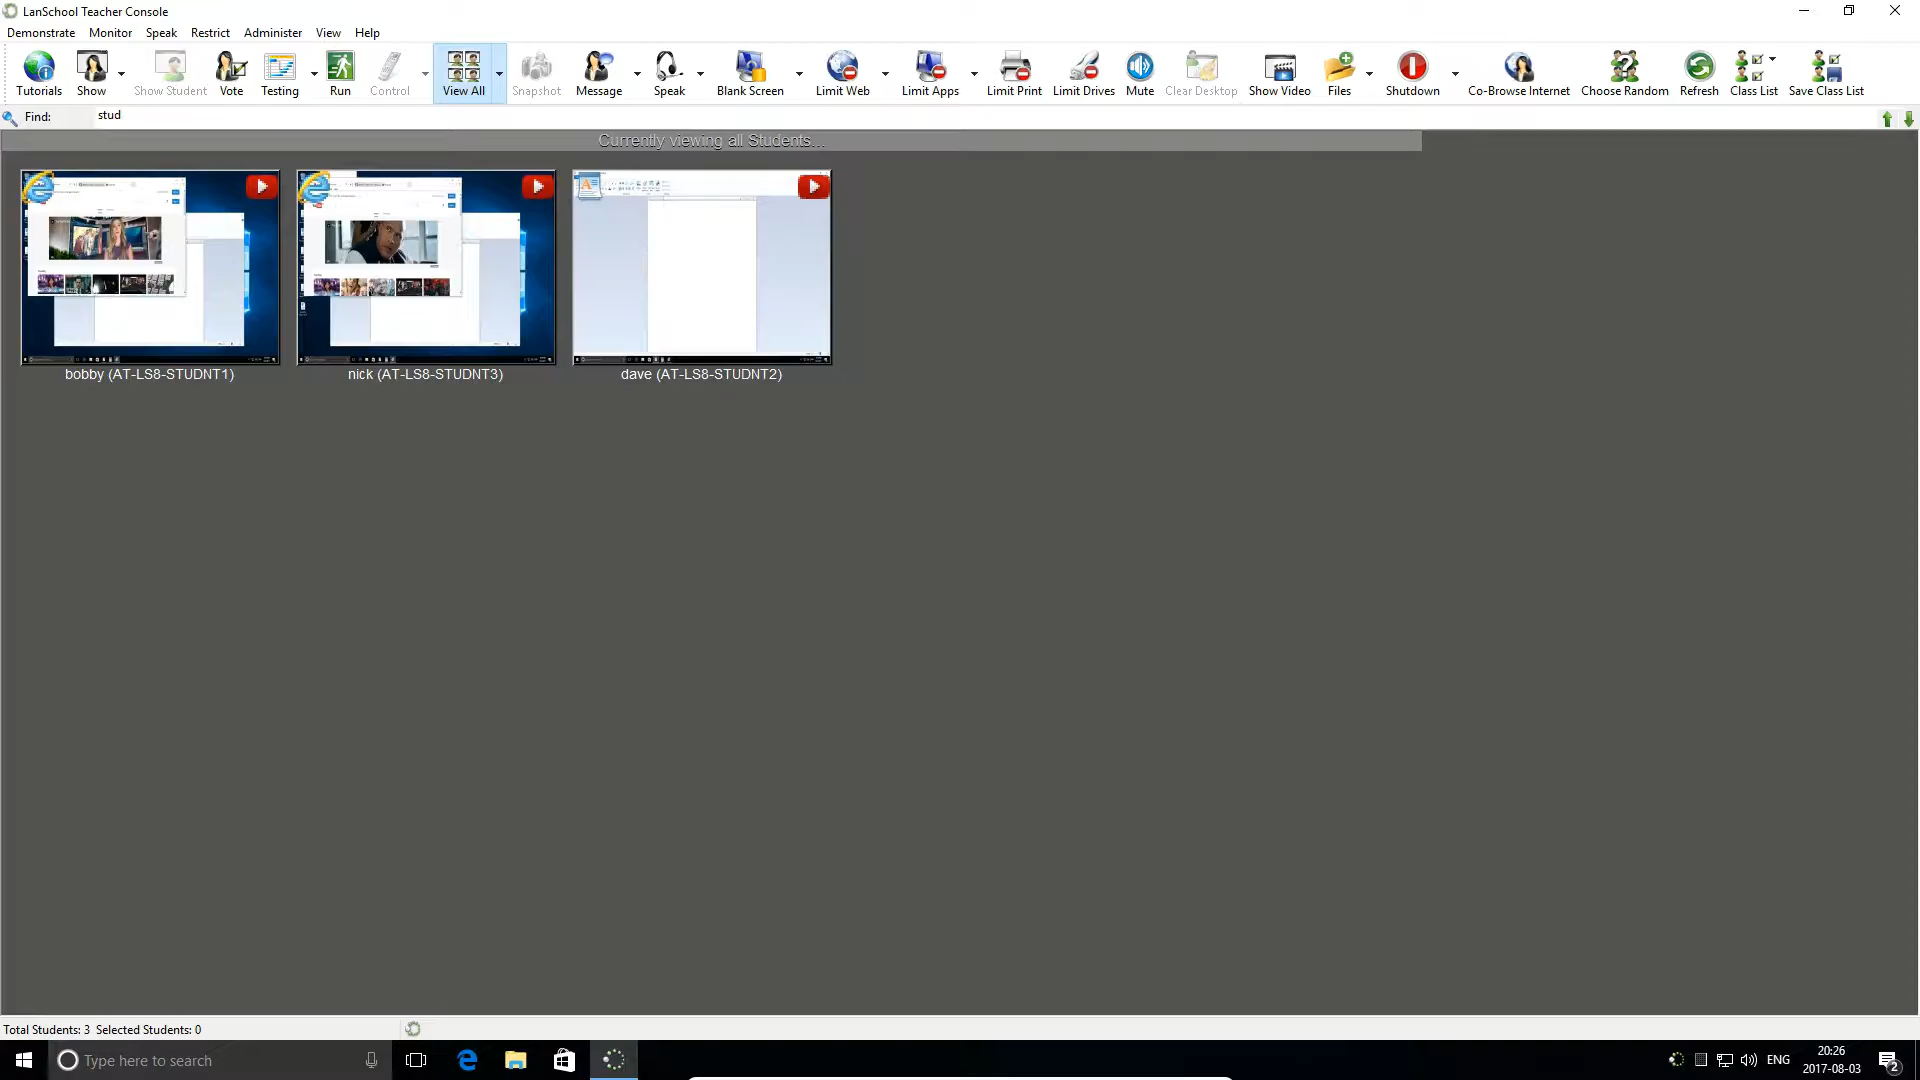 LanSchool Teacher Console
Demonstrate Monitor Speak Restrict Administer View Help
Tutorials Show Show Student Vote Testing Run Control View All Snapshot Message Speak Blank Screen Limit Web Limit Apps Limit Print Limit Drives Mute Clear Desktop Show Video Files Shutdown Co-Browse Internet Choose Random Refresh Class List Save Class List
Find: stud
Currently viewing all Students...
bobby (AT-LS8-STUDNT1) nick (AT-LS8-STUDNT3) dave (AT-LS8-STUDNT2)
Total Students: 3 Selected Students: 0
Type here to search
ENG
20:26
2017-08-03
2